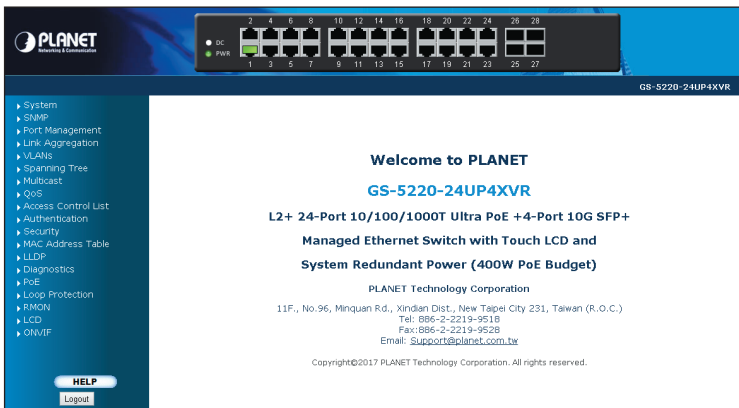 PLANET
Networking & Communication
2 4 6 8 10 12 14 16 18 20 22 24 26 28
DC
PWR
1 3 5 7 9 11 13 15 17 19 21 23 25 27
GS-5220-24UP4XVR
System
SNMP
Port Management
Link Aggregation
VLANs
Spanning Tree
Multicast
QoS
Access Control List
Authentication
Security
MAC Address Table
LLDP
Diagnostics
PoE
Loop Protection
RMON
LCD
ONVIF
HELP
Logout
Welcome to PLANET
GS-5220-24UP4XVR
L2+ 24-Port 10/100/1000T Ultra PoE +4-Port 10G SFP+
Managed Ethernet Switch with Touch LCD and
System Redundant Power (400W PoE Budget)
PLANET Technology Corporation
11F., No.96, Minquan Rd., Xindian Dist., New Taipei City 231, Taiwan (R.O.C.)
Tel: 886-2-2219-9518
Fax:886-2-2219-9528
Email: Support@planet.com.tw
Copyright©2017 PLANET Technology Corporation. All rights reserved.